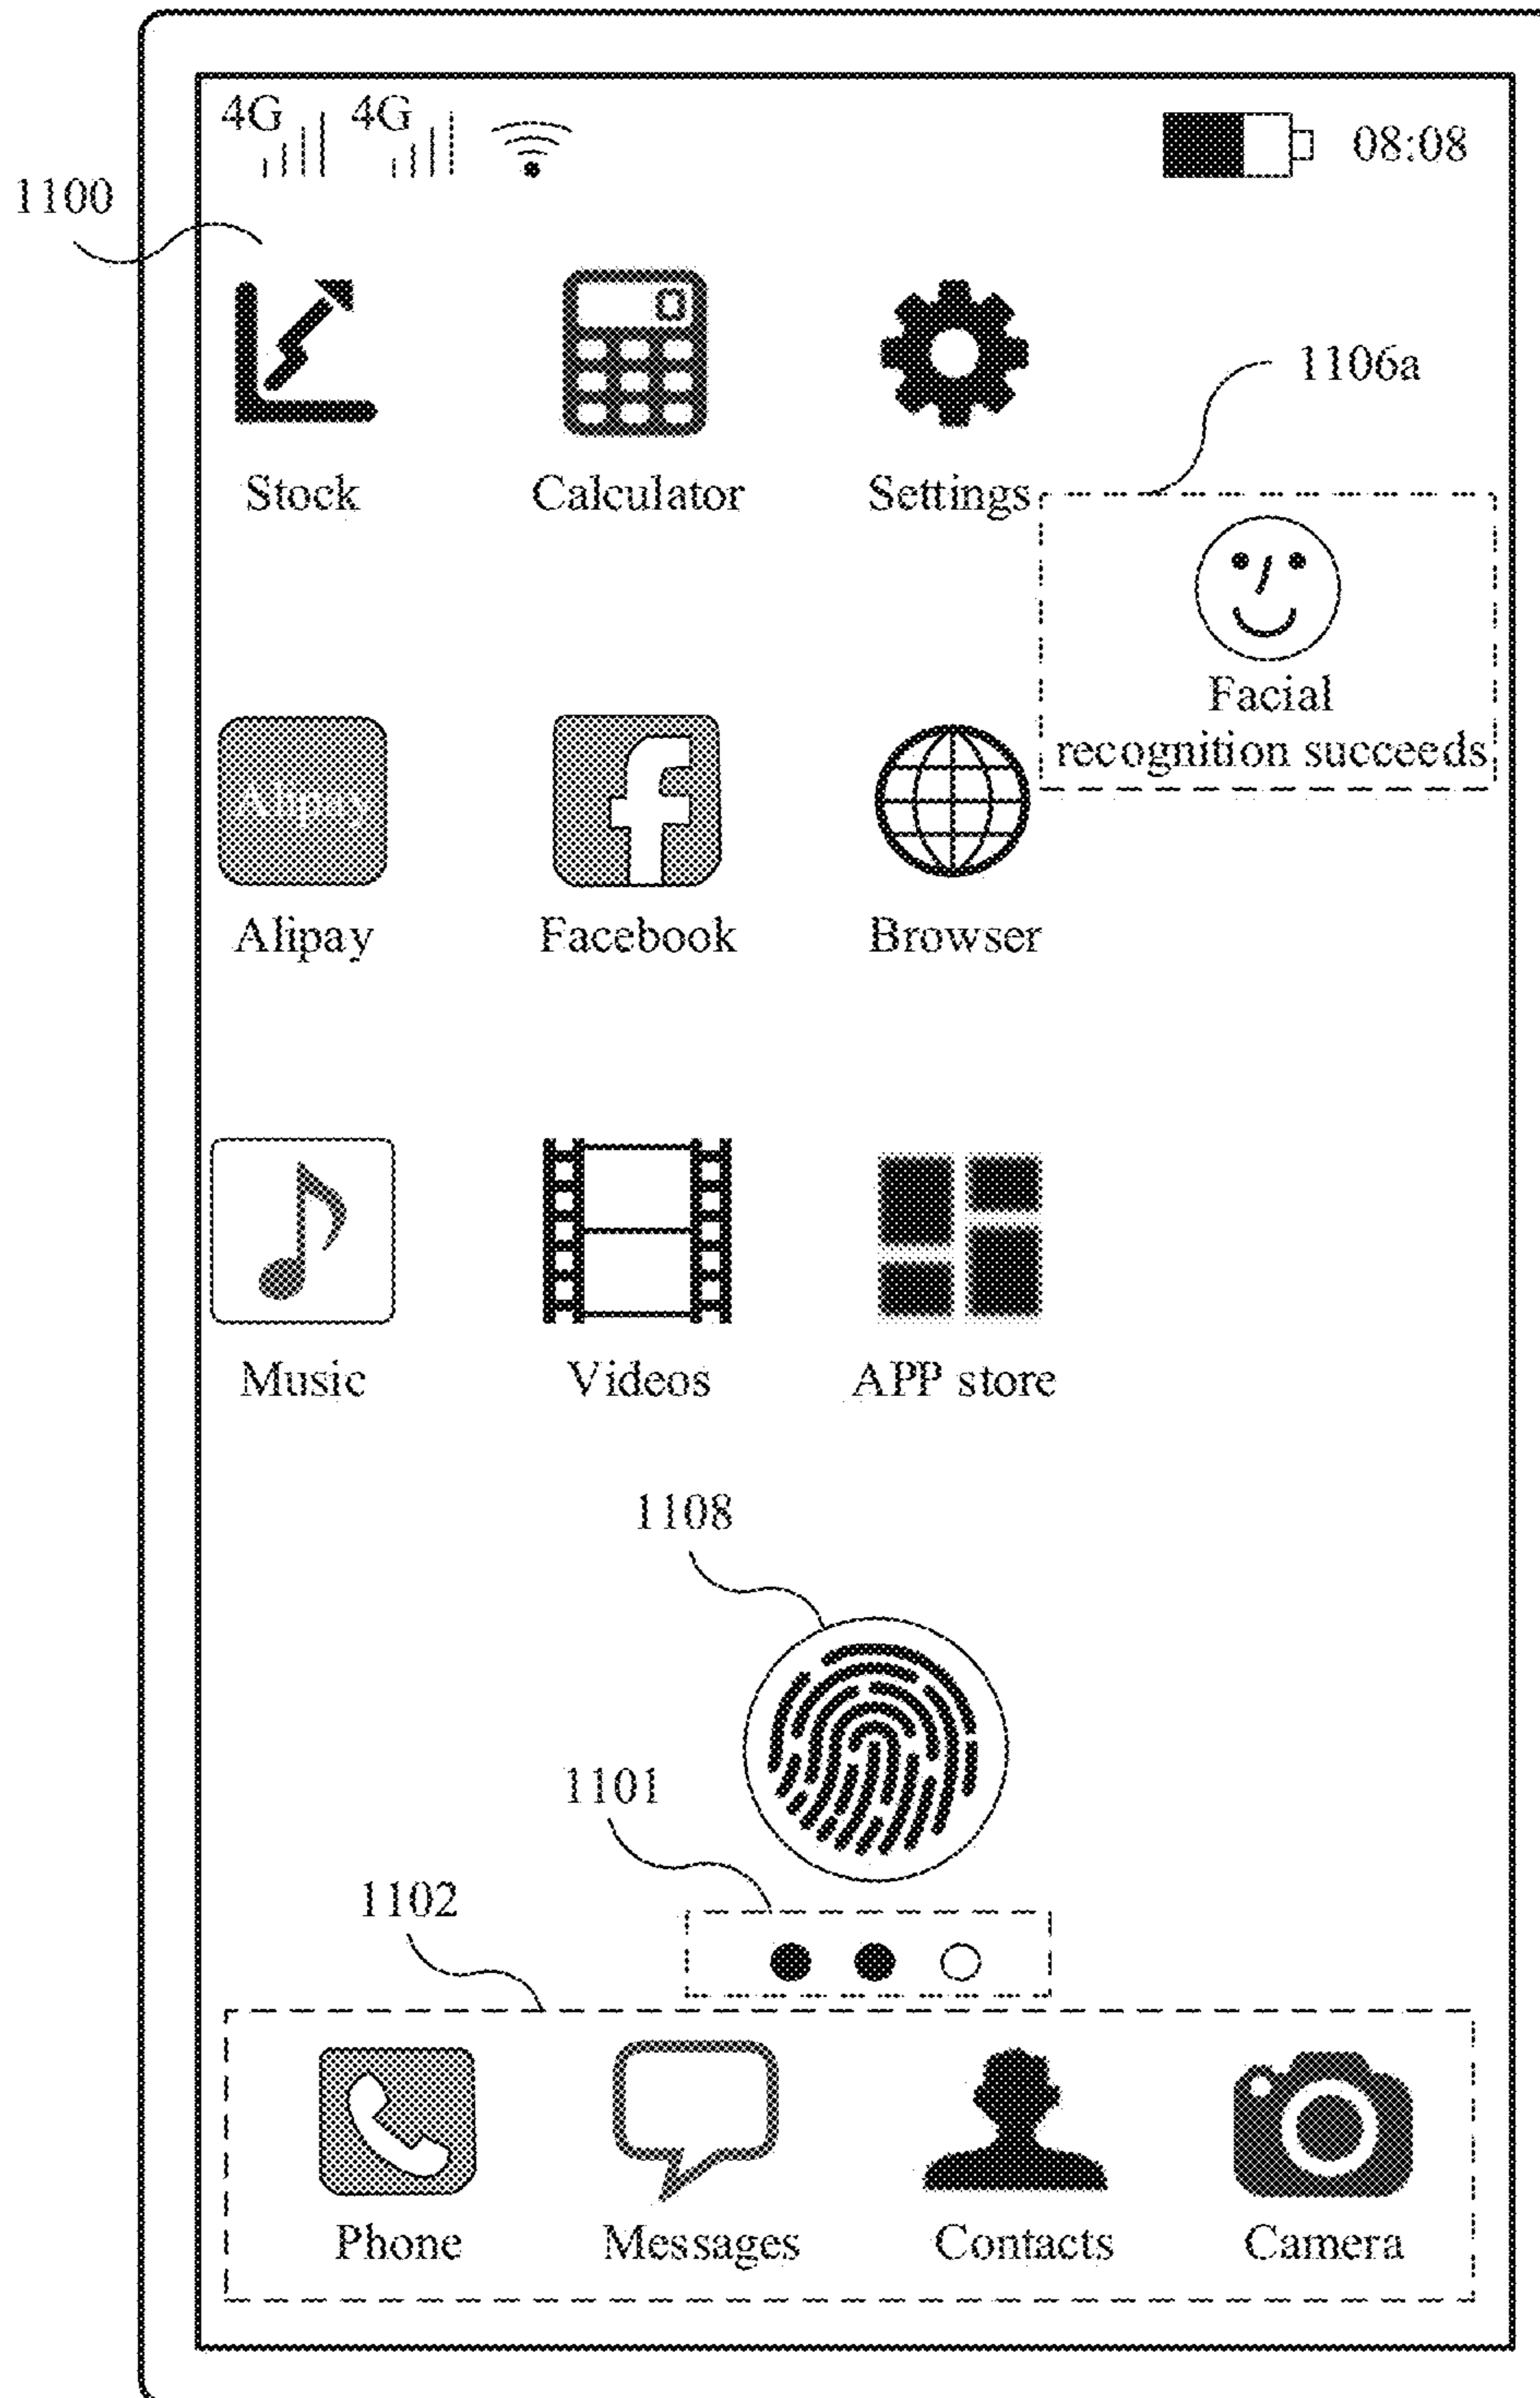 4G 4G 08:08
1100
1106a
Stock Calculator Settings
Facial
recognition succeeds
Alipay
Alipay Facebook Browser
Music Videos APP store
1108
1101
1102
Phone Messages Contacts Camera